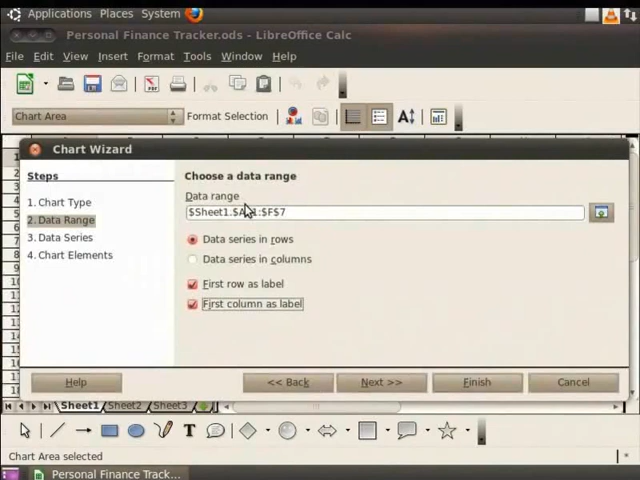 Applications Places System
Personal Finance Tracker.ods - LibreOffice Calc
File Edit View Insert Format Tools Window Help
Chart Area Format Selection
Chart Wizard
Steps
1. Chart Type
2. Data Range
3. Data Series
4. Chart Elements
Choose a data range
Data range
Data series in rows
Data series in columns
First row as label
First column as label
Help << Back Next >> Finish Cancel
Sheet1 Sheet2 Sheet3
Chart Area selected *
Personal Finance Track...